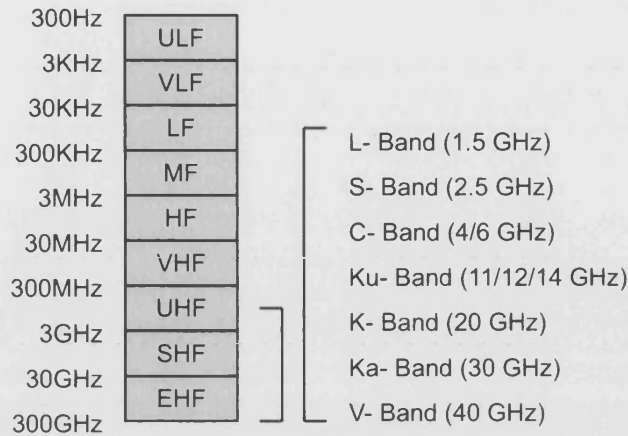 300Hz
ULF
3KHz
VLF
30KHz
LF
300KHz
MF
3MHz
HF
30MHz
VHF
300MHz
UHF
3GHz
SHF
30GHz
EHF
300GHz
L- Band (1.5 GHz)
S- Band (2.5 GHz)
C- Band (4/6 GHz)
Ku- Band (11/12/14 GHz)
K- Band (20 GHz)
Ka- Band (30 GHz)
V- Band (40 GHz)